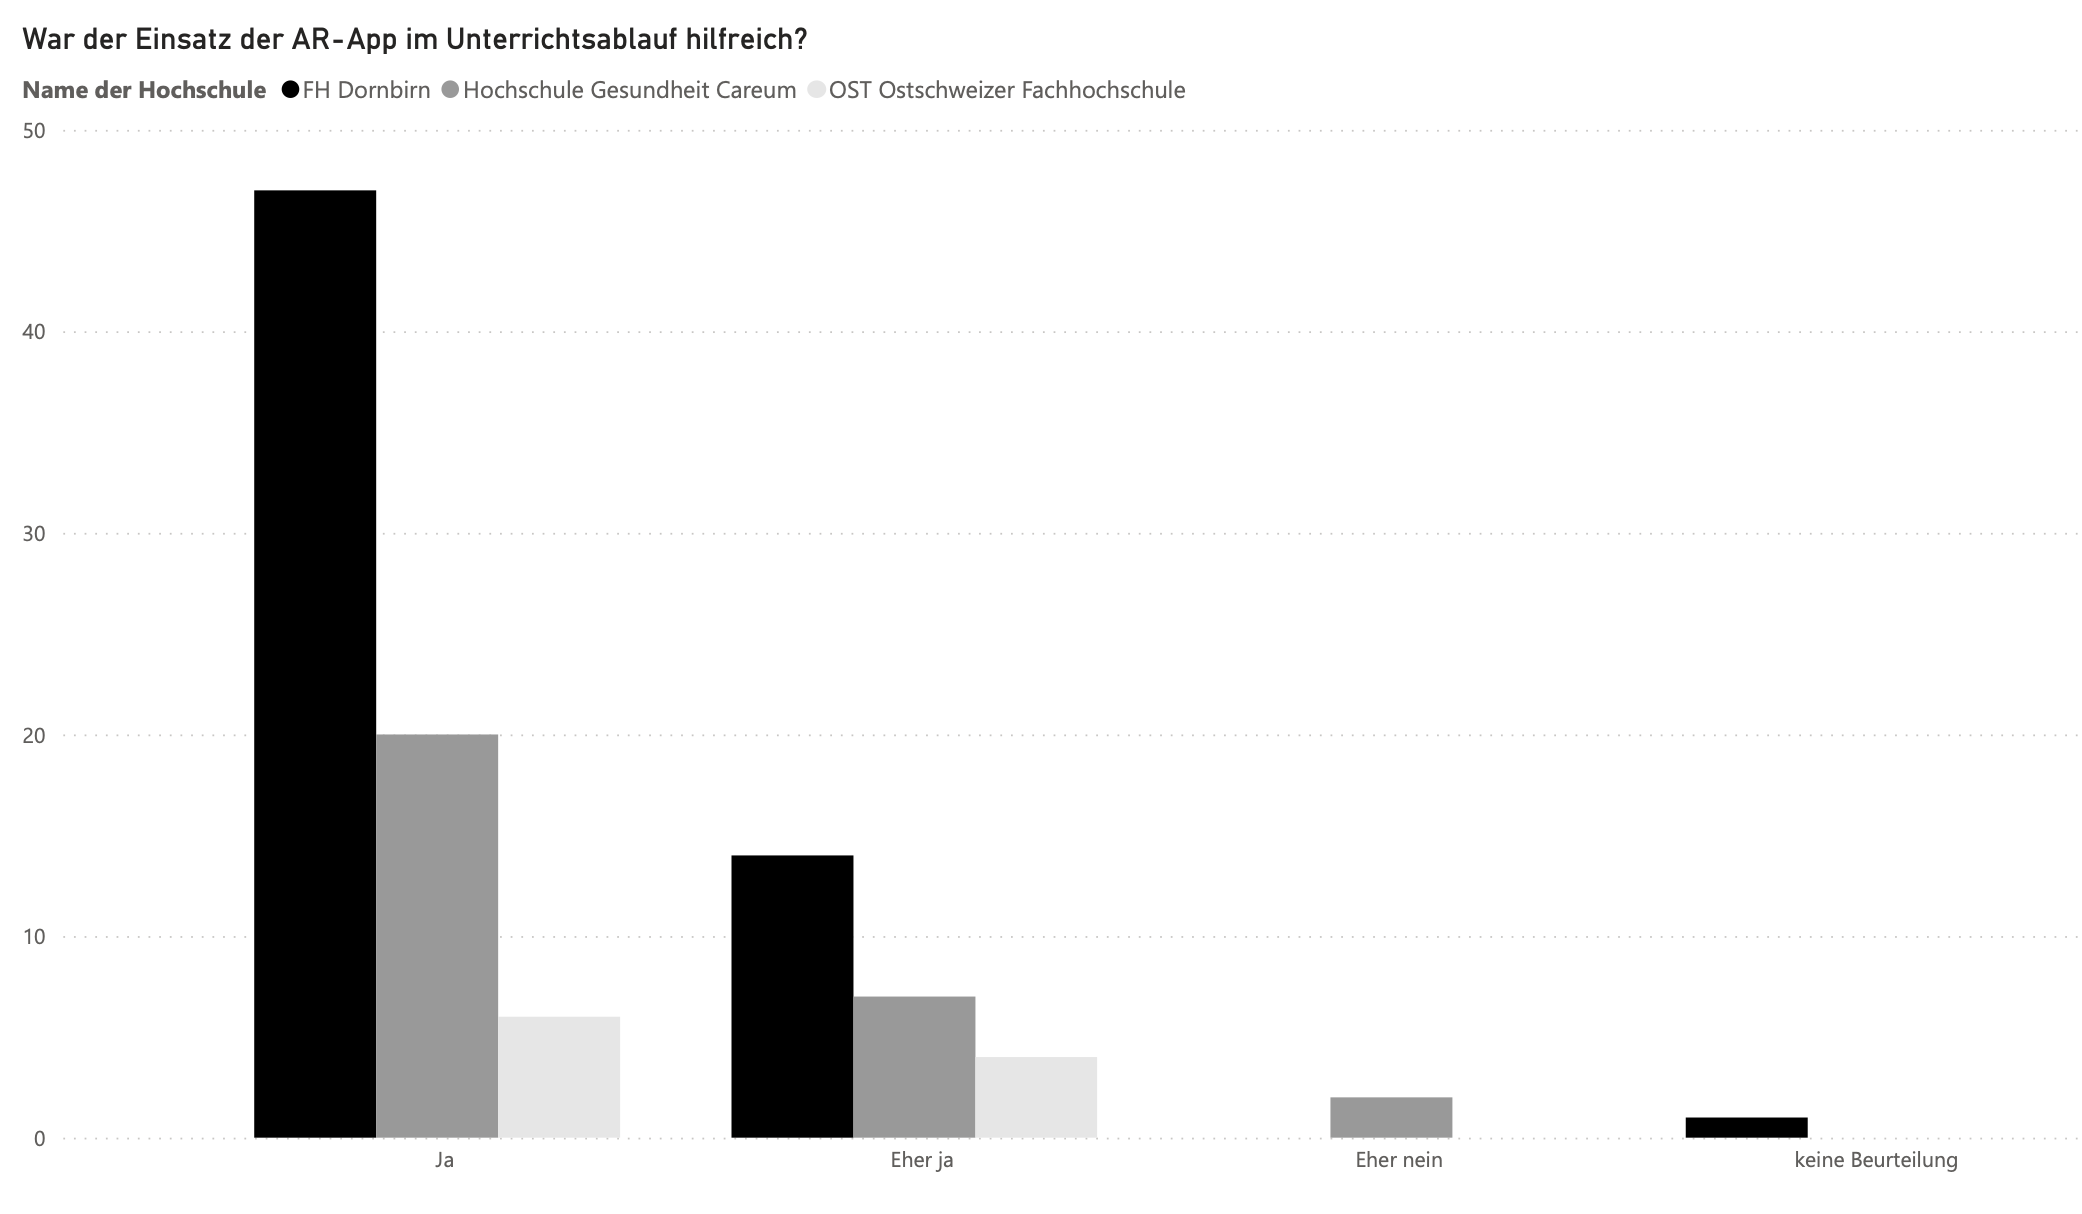 War der Einsatz der AR-App im Unterrichtsablauf hilfreich?
Name der Hochschule FH Dornbirn Hochschule Gesundheit Careum OST Ostschweizer Fachhochschule
50
40
30
20
10
0
Ja Eher ja Eher nein keine Beurteilung